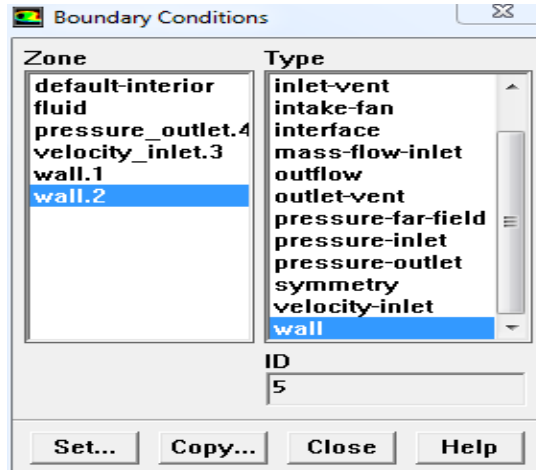 Boundary Conditions
Zone
default-interior
fluid
pressure_outlet.4
velocity_inlet.3
wall.1
wall.2
Type
inlet-vent
intake-fan
interface
mass-flow-inlet
outflow
outlet-vent
pressure-far-field
pressure-inlet
pressure-outlet
symmetry
velocity-inlet
wall
ID
5
Set... Copy... Close Help